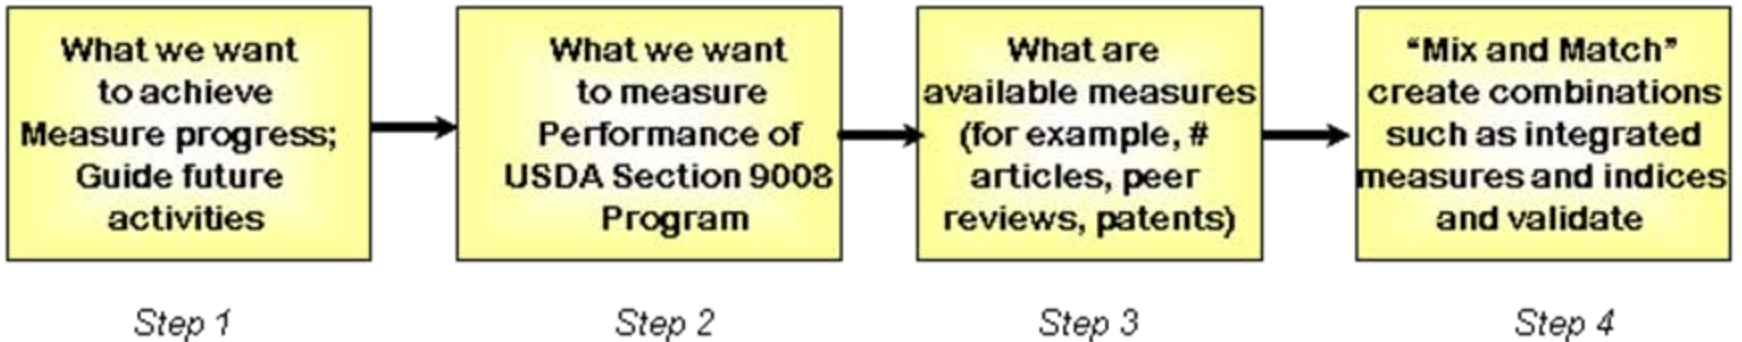 What we want
to achieve
Measure progress;
Guide future
activities
What we want
to measure
Performance of
USDA Section 9008
Program
What are
available measures
(for example, #
articles, peer
reviews, patents)
“Mix and Match”
create combinations
such as integrated
measures and indices
and validate
Step 1
Step 2
Step 3
Step 4